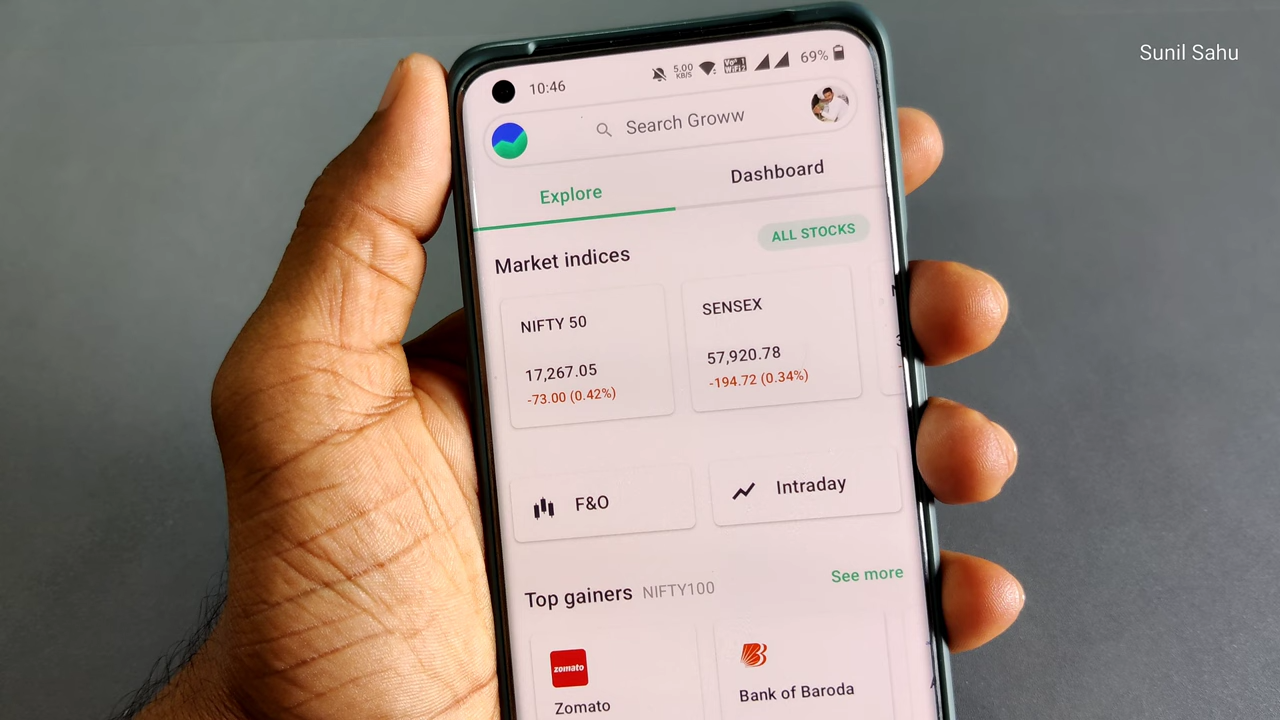 Sunil Sahu
10:46
5.00
KB/S
69%
Search Groww
Explore
Dashboard
Market indices
ALL STOCKS
NIFTY 50
17,267.05
-73.00 (0.42%)
SENSEX
57,920.78
-194.72 (0.34%)
F&O
Intraday
Top gainers NIFTY100
See more
zomato
Zomato
Bank of Baroda